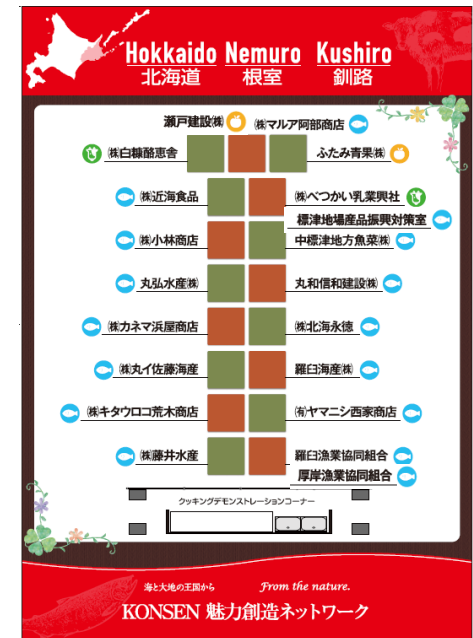 Hokkaido Nemuro Kushiro
北海道 根室 釧路
瀬戸建設㈱ ㈱マルア阿部商店
㈱白糠酪恵舎 ふたみ青果㈱
㈱近海食品 ㈱べつかい乳業興社
標津地場産品振興対策室
㈱小林商店 中標津地方魚菜㈱
丸弘水産㈱ 丸和信和建設㈱
㈱カネマ浜屋商店 ㈱北海永徳
㈱丸イ佐藤海産 羅臼海産㈱
㈱キタウロコ荒木商店 ㈲ヤマニシ西家商店
㈱藤井水産 羅臼漁業協同組合
厚岸漁業協同組合
クッキングデモンストレーションコーナー
海と大地の王国から From the nature.
KONSEN 魅力創造ネットワーク